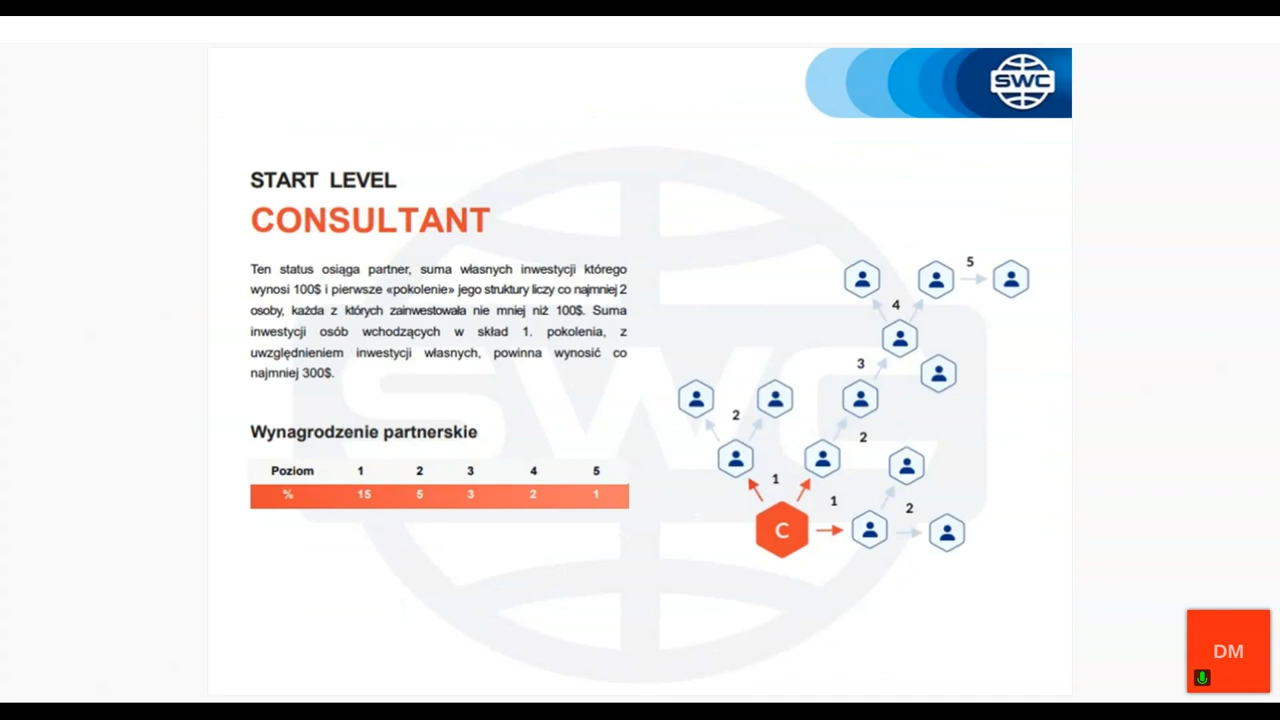 SWC
START LEVEL
CONSULTANT
Ten status osiąga partner, suma własnych inwestycji którego
wynosi 100$ i pierwsze «pokolenie» jego struktury liczy co najmniej 2
osoby, każda z których zainwestowała nie mniej niż 100$. Suma
inwestycji osób wchodzących w skład 1. pokolenia, z
uwzględnieniem inwestycji własnych, powinna wynosić co
najmniej 300$.
Wynagrodzenie partnerskie
Poziom 1 2 3 4 5
% 15 5 3 2 1
5
4
3
2
2
1
1
2
C
SWC
DM